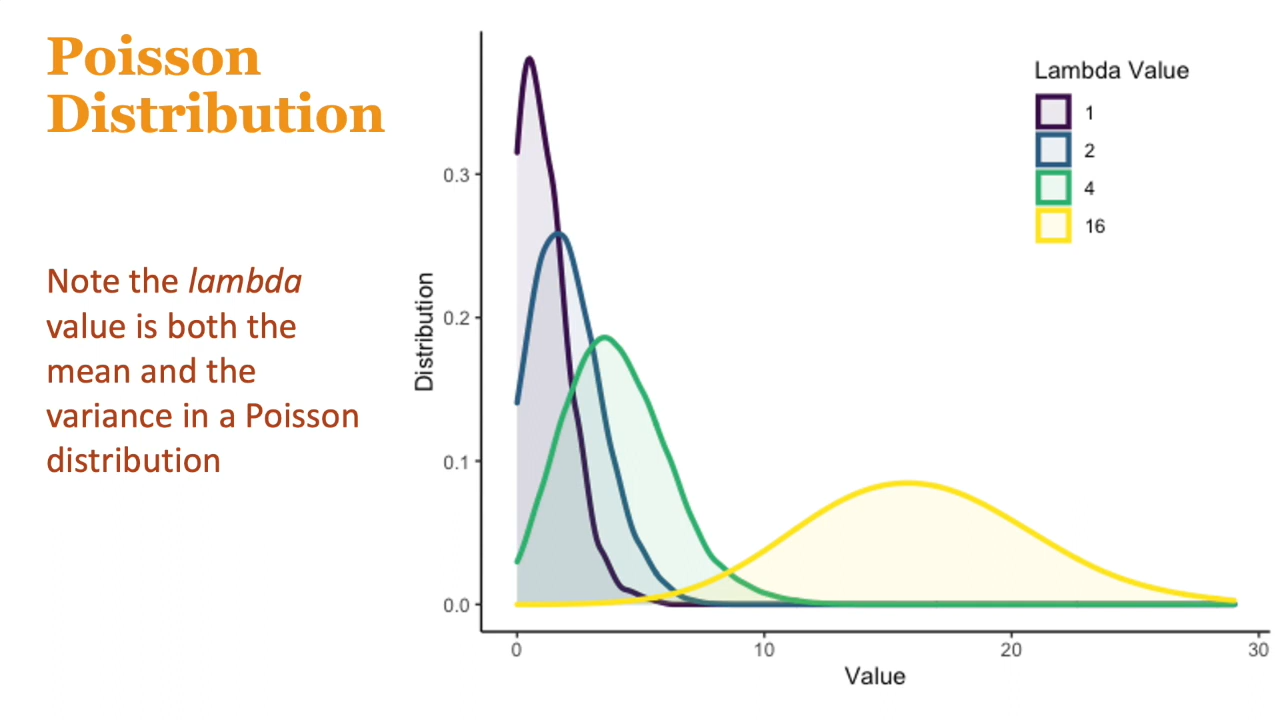 Poisson
Distribution
Note the lambda
value is both the
mean and the
variance in a Poisson
distribution
Lambda Value
1
2
4
16
Distribution
0.3
0.2
0.1
0.0
0
10
20
30
Value